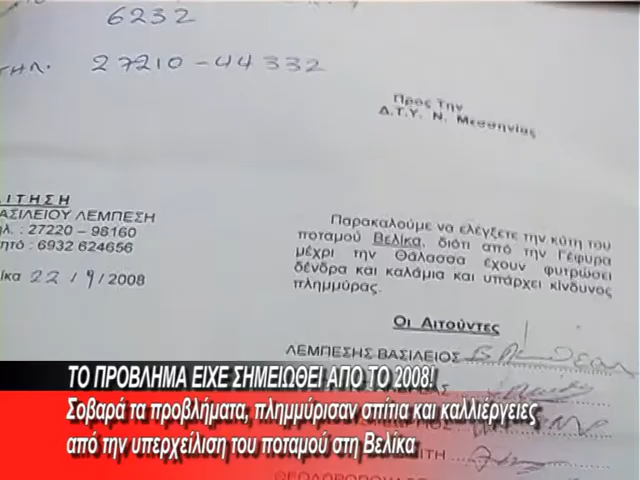 6232
ΤΗΛ. 27210-44332
Προς Την
Δ.Τ.Υ. Ν. Μεσσηνίας
ΑΙΤΗΣΗ
ΒΑΣΙΛΕΙΟΥ ΛΕΜΠΕΣΗ
: 27220 – 98160
: 6932 624656
22/9/2008
Παρακαλούμε να ελέγξετε την κύτη του
ποταμού Βελίκα, διότι από την Γέφυρα
μέχρι την Θάλασσα έχουν φυτρώσει
δένδρα και καλάμια και υπάρχει κίνδυνος
πλημμύρας.
Οι Αιτούντες
ΛΕΜΠΕΣΗΣ ΒΑΣΙΛΕΙΟΣ
ΤΟ ΠΡΟΒΛΗΜΑ ΕΙΧΕ ΣΗΜΕΙΩΘΕΙ ΑΠΟ ΤΟ 2008!
Σοβαρά τα προβλήματα, πλημμύρισαν σπίτια και καλλιέργειες
από την υπερχείλιση του ποταμού στη Βελίκα